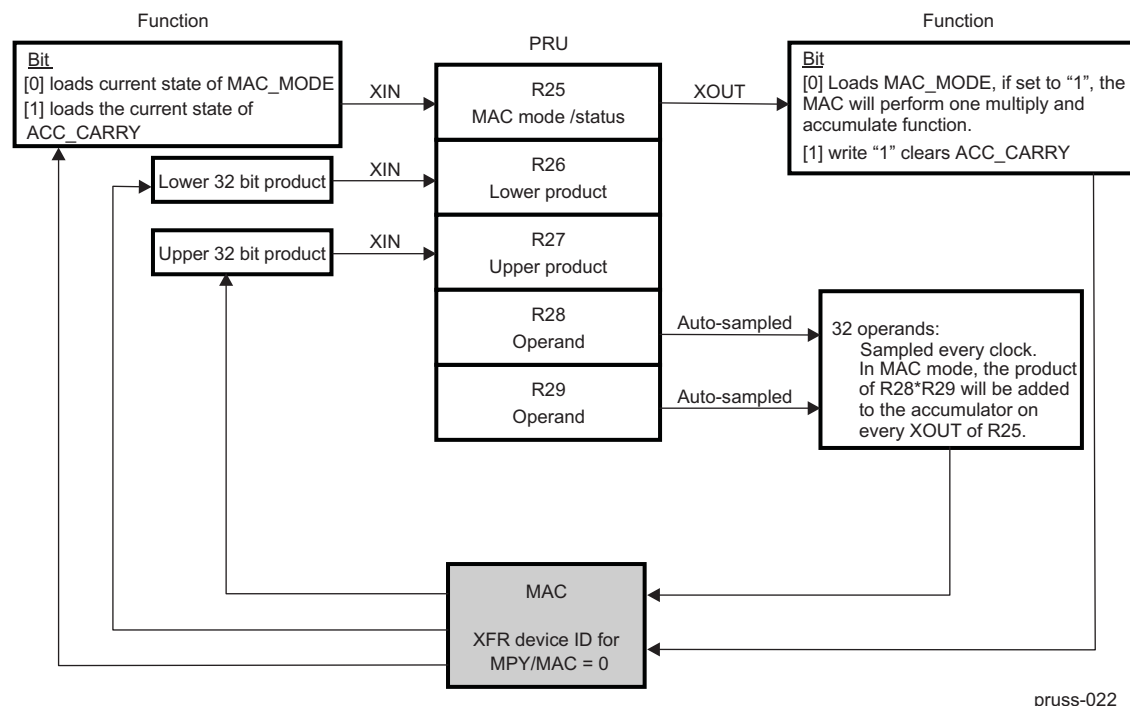 Function
Function
PRU
Bit
[0] loads current state of MAC_MODE
[1] loads the current state of
ACC_CARRY
XIN
R25
MAC mode /status
XOUT
Bit
[0] Loads MAC_MODE, if set to “1”, the
MAC will perform one multiply and
accumulate function.
[1] write “1” clears ACC_CARRY
Lower 32 bit product
XIN
R26
Lower product
Upper 32 bit product
XIN
R27
Upper product
R28
Operand
Auto-sampled
R29
Operand
Auto-sampled
32 operands:
Sampled every clock.
In MAC mode, the product
of R28*R29 will be added
to the accumulator on
every XOUT of R25.
MAC
XFR device ID for
MPY/MAC = 0
pruss-022